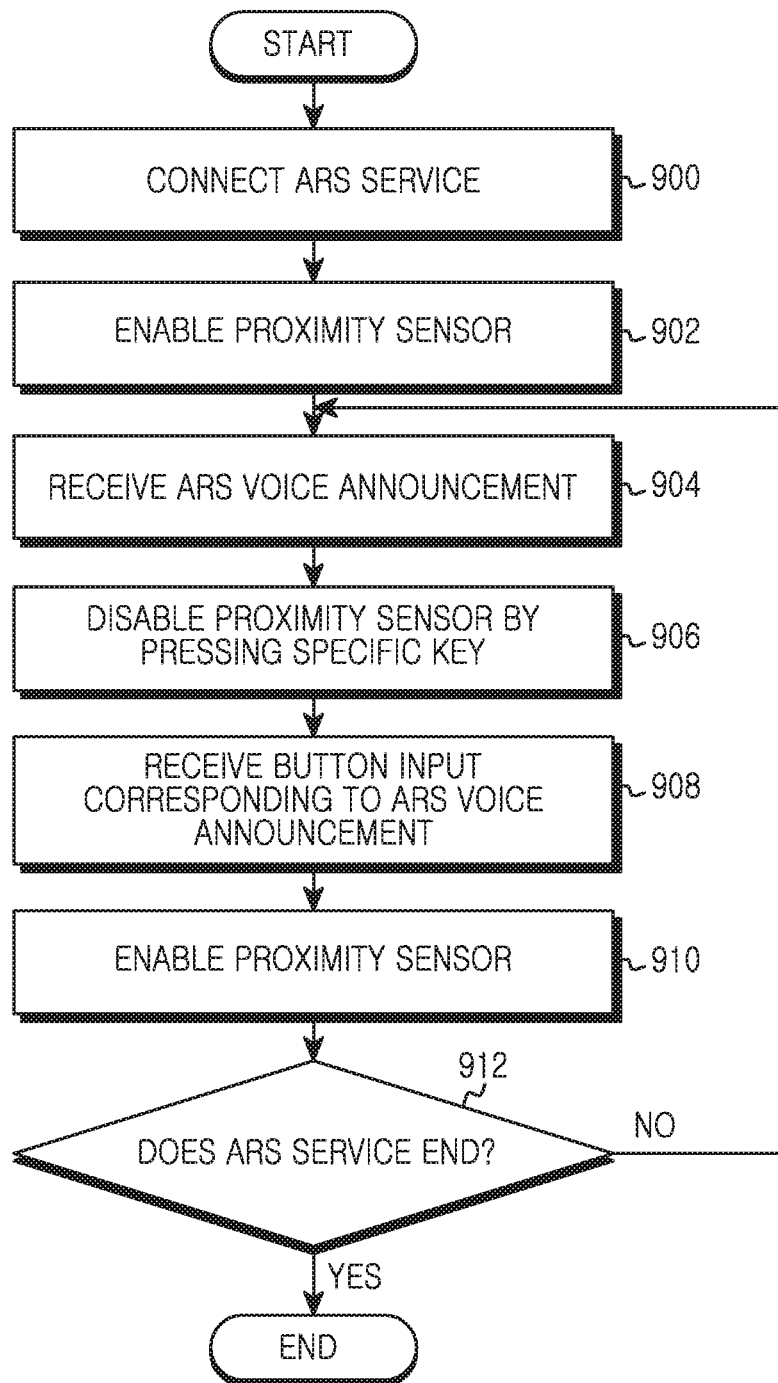 START
CONNECT ARS SERVICE
900
ENABLE PROXIMITY SENSOR
902
RECEIVE ARS VOICE ANNOUNCEMENT
904
DISABLE PROXIMITY SENSOR BY
PRESSING SPECIFIC KEY
906
RECEIVE BUTTON INPUT
CORRESPONDING TO ARS VOICE
ANNOUNCEMENT
908
ENABLE PROXIMITY SENSOR
910
912
DOES ARS SERVICE END?
NO
YES
END